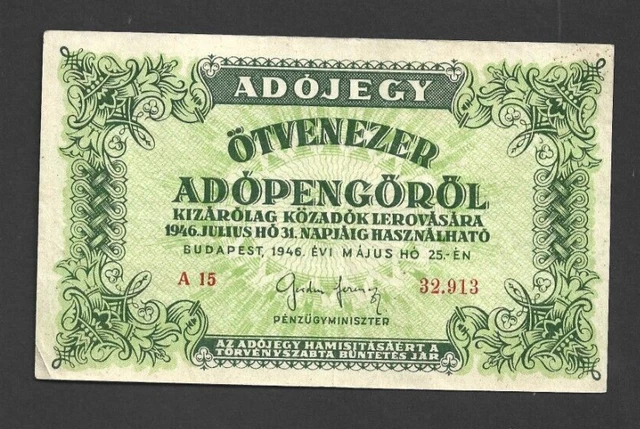 ADÓJEGY
ÖTVENEZER
ADÓPENGŐRŐL
KIZÁRÓLAG KÖZADÓK LEROVÁSÁRA
1946. JULIUS HÓ 31. NAPJÁIG HASZNÁLHATÓ
BUDAPEST, 1946. ÉVI MÁJUS HÓ 25.-ÉN
A 15
32.913
PÉNZÜGYMINISZTER
AZ ADÓJEGY HAMISITÁSÁÉRT A
TÖRVÉNYSZABTA BÜNTETÉS JÁR